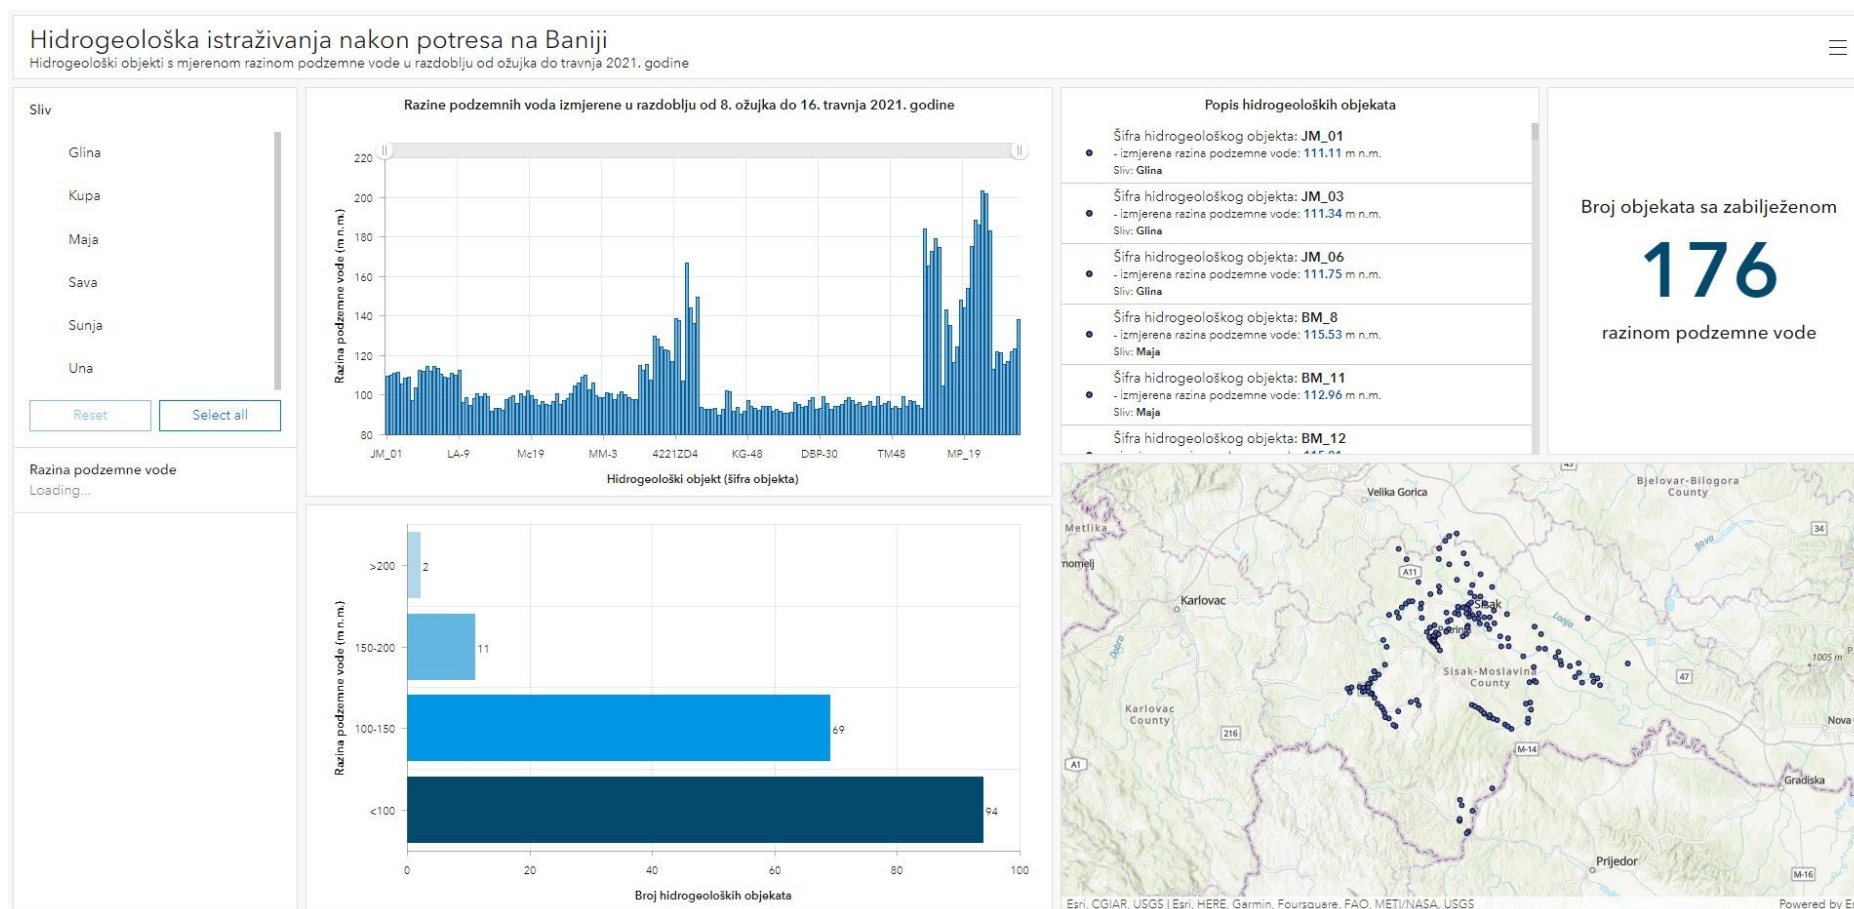 Hidrogeološka istraživanja nakon potresa na Baniji
Hidrogeološki objekti s mjerenom razinom podzemne vode u razdoblju od ožujka do travnja 2021. godine
Sliv
Glina
Kupa
Maja
Sava
Sunja
Una
Reset
Select all
Razina podzemne vode
Loading...
Razine podzemnih voda izmjerene u razdoblju od 8. ožujka do 16. travnja 2021. godine
Razina podzemne vode (m n.m.)
220
200
180
160
140
120
100
80
JM_01
LA-9
Mc19
MM-3
4221ZD4
KG-48
DBP-30
TM48
MP_19
Hidrogeološki objekt (šifra objekta)
Razina podzemne vode (m n.m.)
>200
2
150-200
11
100-150
69
<100
94
0
20
40
60
80
100
Broj hidrogeoloških objekata
Popis hidrogeoloških objekata
Šifra hidrogeološkog objekta: JM_01
- izmjerena razina podzemne vode: 111.11 m n.m.
Sliv: Glina
Šifra hidrogeološkog objekta: JM_03
- izmjerena razina podzemne vode: 111.34 m n.m.
Sliv: Glina
Šifra hidrogeološkog objekta: JM_06
- izmjerena razina podzemne vode: 111.75 m n.m.
Sliv: Glina
Šifra hidrogeološkog objekta: BM_8
- izmjerena razina podzemne vode: 115.53 m n.m.
Sliv: Maja
Šifra hidrogeološkog objekta: BM_11
- izmjerena razina podzemne vode: 112.96 m n.m.
Sliv: Maja
Šifra hidrogeološkog objekta: BM_12
Broj objekata sa zabilježenom
176
razinom podzemne vode
43
Velika Gorica
Bjelovar-Bilogora
County
Metlika
34
Ilova
nomelj
A11
Karlovac
Sisak
Lonja
Dobra
1005 m
Sisak-Moslavina
County
47
Karlovac
County
Nova
216
M-14
A1
Gradiska
Prijedor
M-16
Esri, CGIAR, USGS | Esri, HERE, Garmin, Foursquare, FAO, METI/NASA, USGS
Powered by Es